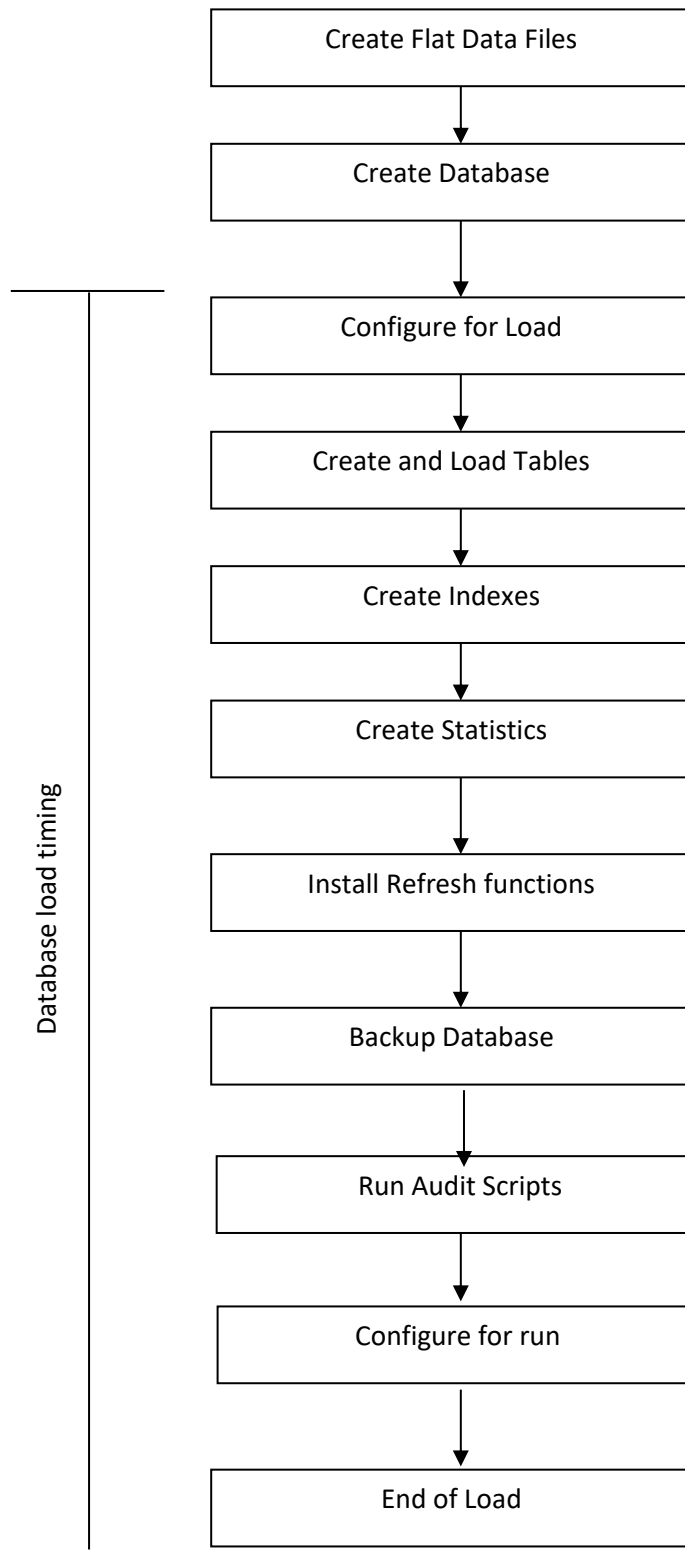 Create Flat Data Files
Create Database
Configure for Load
Create and Load Tables
Create Indexes
Create Statistics
Install Refresh functions
Backup Database
Run Audit Scripts
Configure for run
End of Load
Database load timing